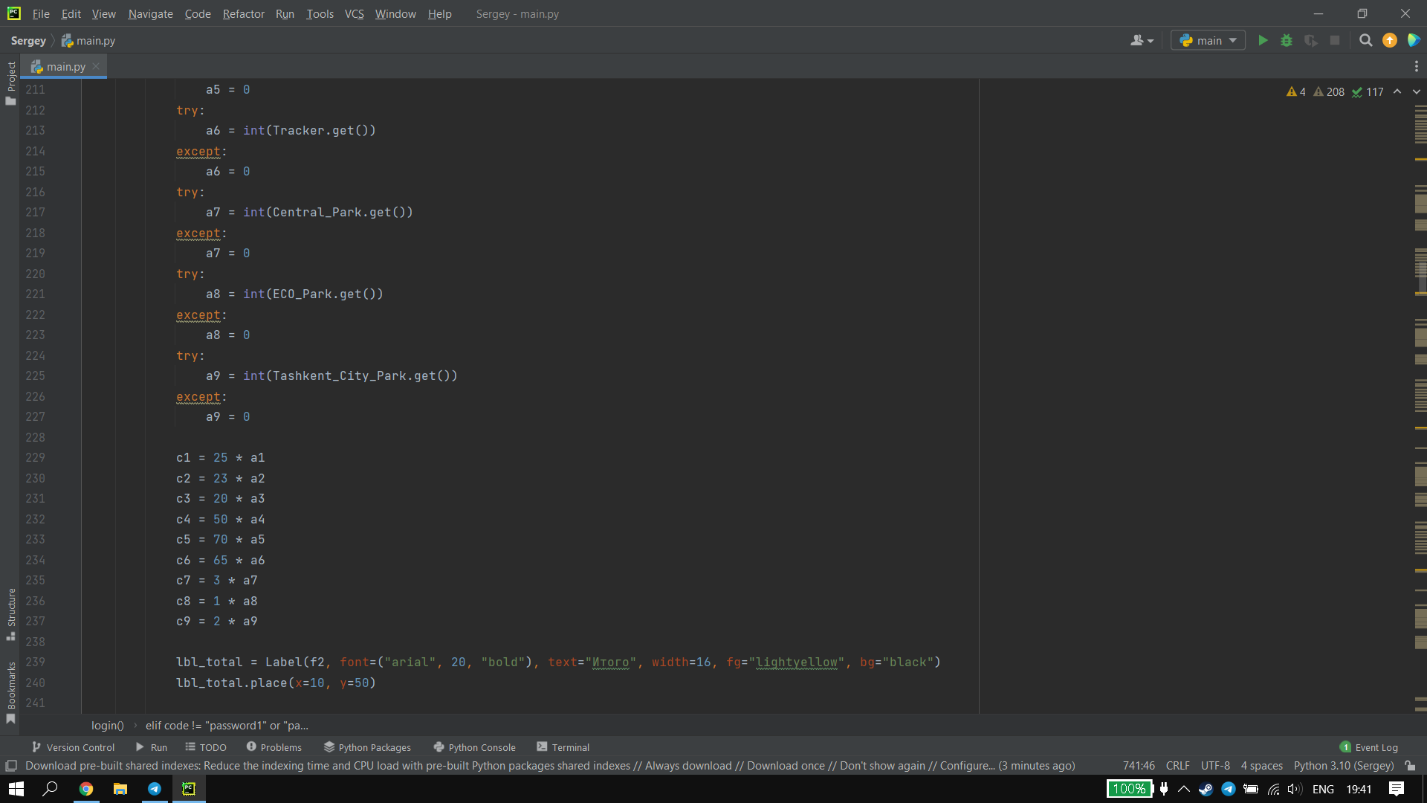 File Edit View Navigate Code Refactor Run Tools VCS Window Help Sergey - main.py
Sergey main.py main
Project main.py
4 208 117
211 a5 = 0
212 try:
213 a6 = int(Tracker.get())
214 except:
215 a6 = 0
216 try:
217 a7 = int(Central_Park.get())
218 except:
219 a7 = 0
220 try:
221 a8 = int(ECO_Park.get())
222 except:
223 a8 = 0
224 try:
225 a9 = int(Tashkent_City_Park.get())
226 except:
227 a9 = 0
228
229 c1 = 25 * a1
230 c2 = 23 * a2
231 c3 = 20 * a3
232 c4 = 50 * a4
233 c5 = 70 * a5
234 c6 = 65 * a6
235 c7 = 3 * a7
236 c8 = 1 * a8
237 c9 = 2 * a9
238
239 lbl_total = Label(f2, font=("arial", 20, "bold"), text="Итого", width=16, fg="lightyellow", bg="black")
240 lbl_total.place(x=10, y=50)
241
Structure
Bookmarks
login() elif code != "password1" or "pa...
Version Control Run TODO Problems Python Packages Python Console Terminal 1 Event Log
Download pre-built shared indexes: Reduce the indexing time and CPU load with pre-built Python packages shared indexes // Always download // Download once // Don't show again // Configure... (3 minutes ago) 741:46 CRLF UTF-8 4 spaces Python 3.10 (Sergey)
PC 100% ENG 19:41